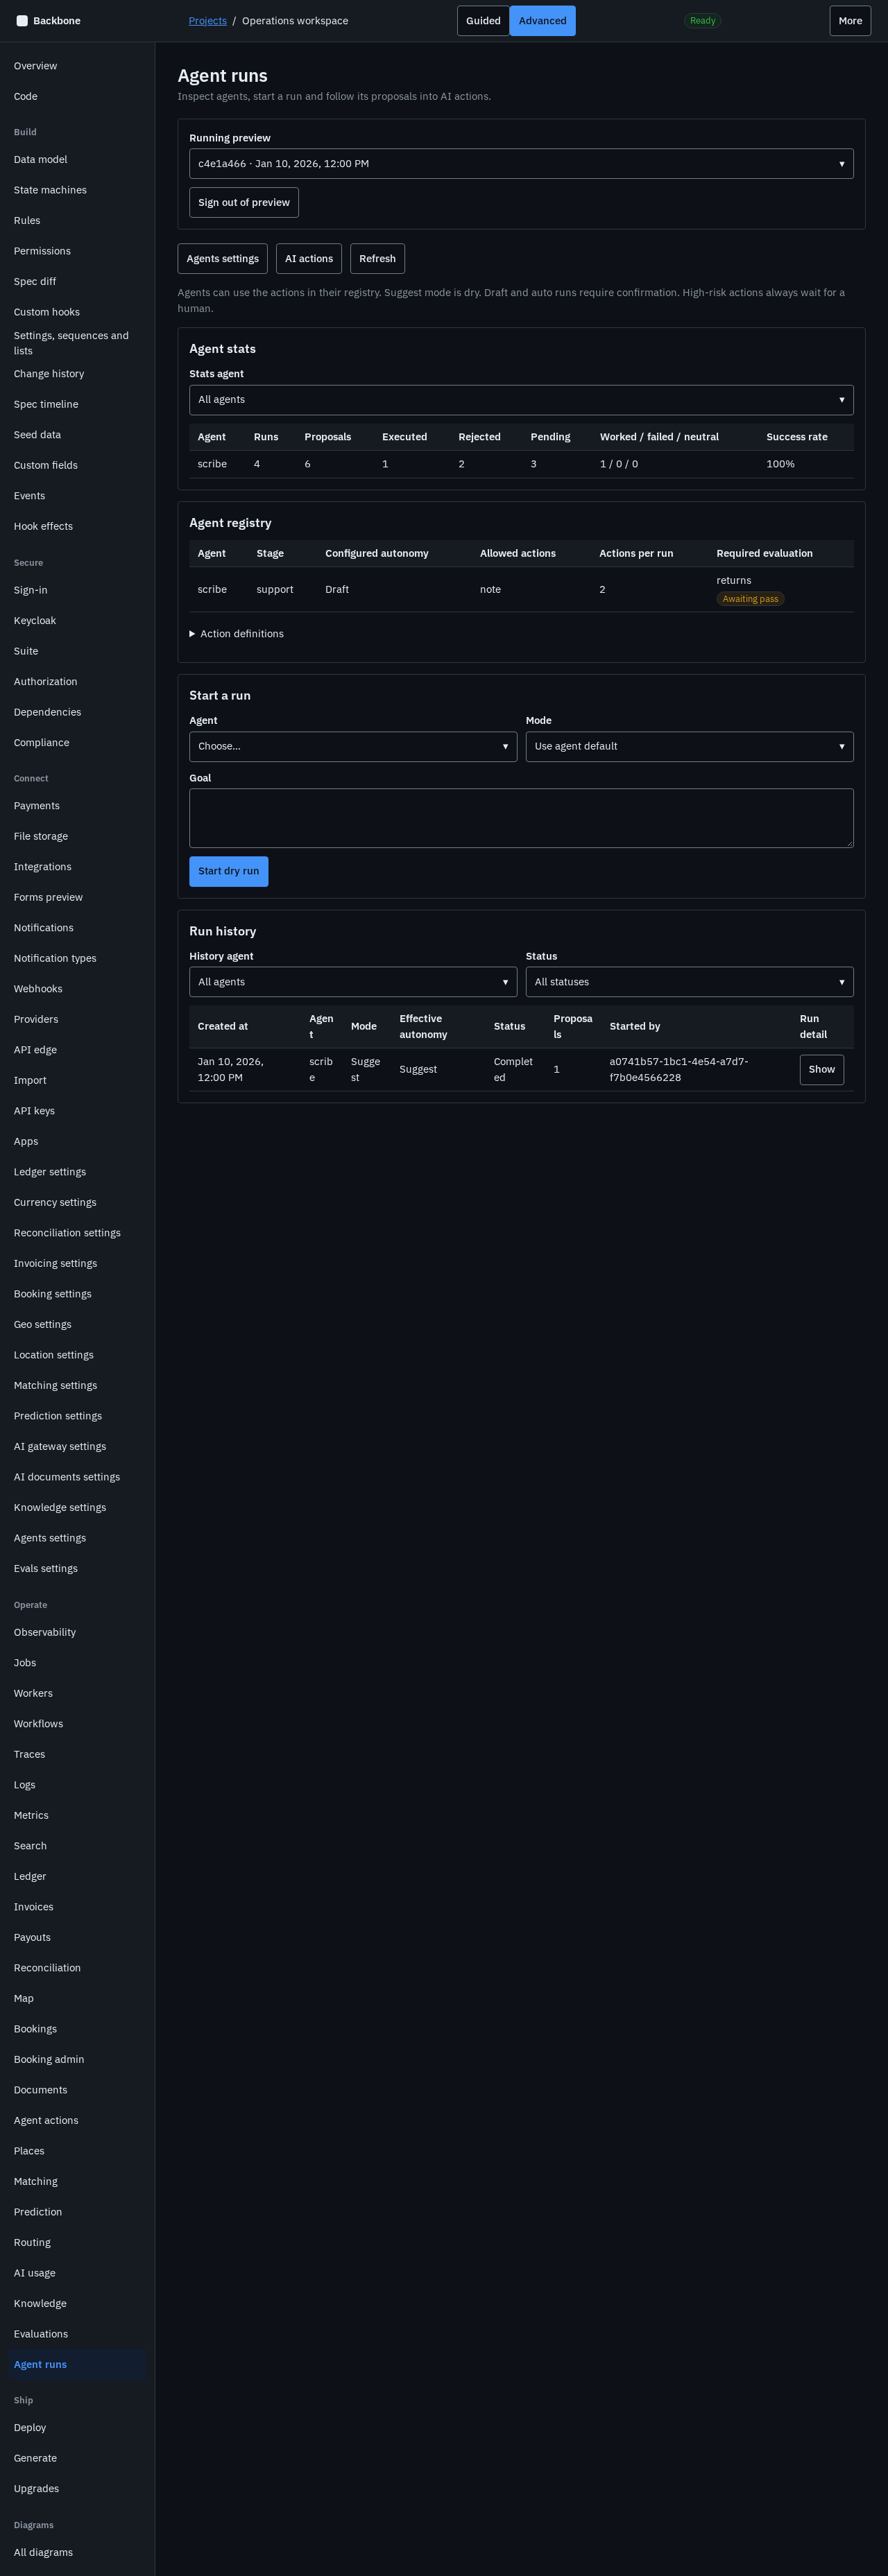 Backbone
Projects / Operations workspace
Guided
Advanced
Ready
More
Overview
Code
Build
Data model
State machines
Rules
Permissions
Spec diff
Custom hooks
Settings, sequences and
lists
Change history
Spec timeline
Seed data
Custom fields
Events
Hook effects
Secure
Sign-in
Keycloak
Suite
Authorization
Dependencies
Compliance
Connect
Payments
File storage
Integrations
Forms preview
Notifications
Notification types
Webhooks
Providers
API edge
Import
API keys
Apps
Ledger settings
Currency settings
Reconciliation settings
Invoicing settings
Booking settings
Geo settings
Location settings
Matching settings
Prediction settings
AI gateway settings
AI documents settings
Knowledge settings
Agents settings
Evals settings
Operate
Observability
Jobs
Workers
Workflows
Traces
Logs
Metrics
Search
Ledger
Invoices
Payouts
Reconciliation
Map
Bookings
Booking admin
Documents
Agent actions
Places
Matching
Prediction
Routing
AI usage
Knowledge
Evaluations
Agent runs
Ship
Deploy
Generate
Upgrades
Diagrams
All diagrams
Agent runs
Inspect agents, start a run and follow its proposals into AI actions.
Running preview
c4e1a466 · Jan 10, 2026, 12:00 PM
Sign out of preview
Agents settings
AI actions
Refresh
Agents can use the actions in their registry. Suggest mode is dry. Draft and auto runs require confirmation. High-risk actions always wait for a
human.
Agent stats
Stats agent
All agents
Agent Runs Proposals Executed Rejected Pending Worked / failed / neutral Success rate
scribe 4 6 1 2 3 1 / 0 / 0 100%
Agent registry
Agent Stage Configured autonomy Allowed actions Actions per run Required evaluation
scribe support Draft note 2 returns
Awaiting pass
Action definitions
Start a run
Agent Mode
Choose... Use agent default
Goal
Start dry run
Run history
History agent Status
All agents All statuses
Created at Agen Mode Effective Status Proposa Started by Run
t autonomy ls detail
Jan 10, 2026, scrib Sugge Suggest Complet 1 a0741b57-1bc1-4e54-a7d7- Show
12:00 PM e st ed f7b0e4566228